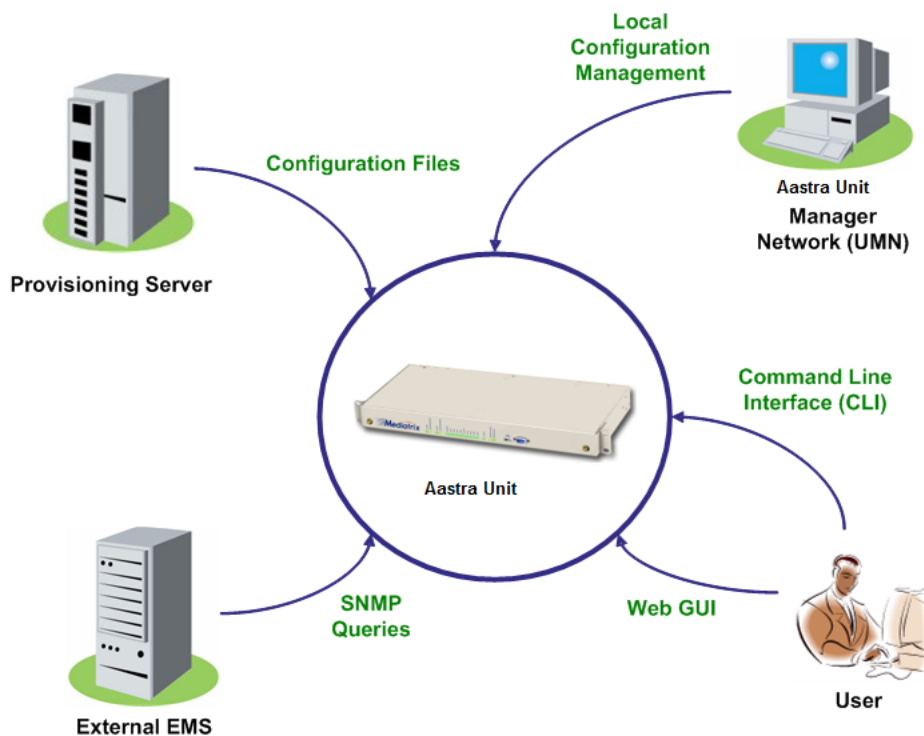 Local
Configuration
Management
Configuration Files
Aastra Unit
Manager
Network (UMN)
Provisioning Server
Command Line
Interface (CLI)
Mediatrix
Aastra Unit
SNMP
Queries
Web GUI
User
External EMS